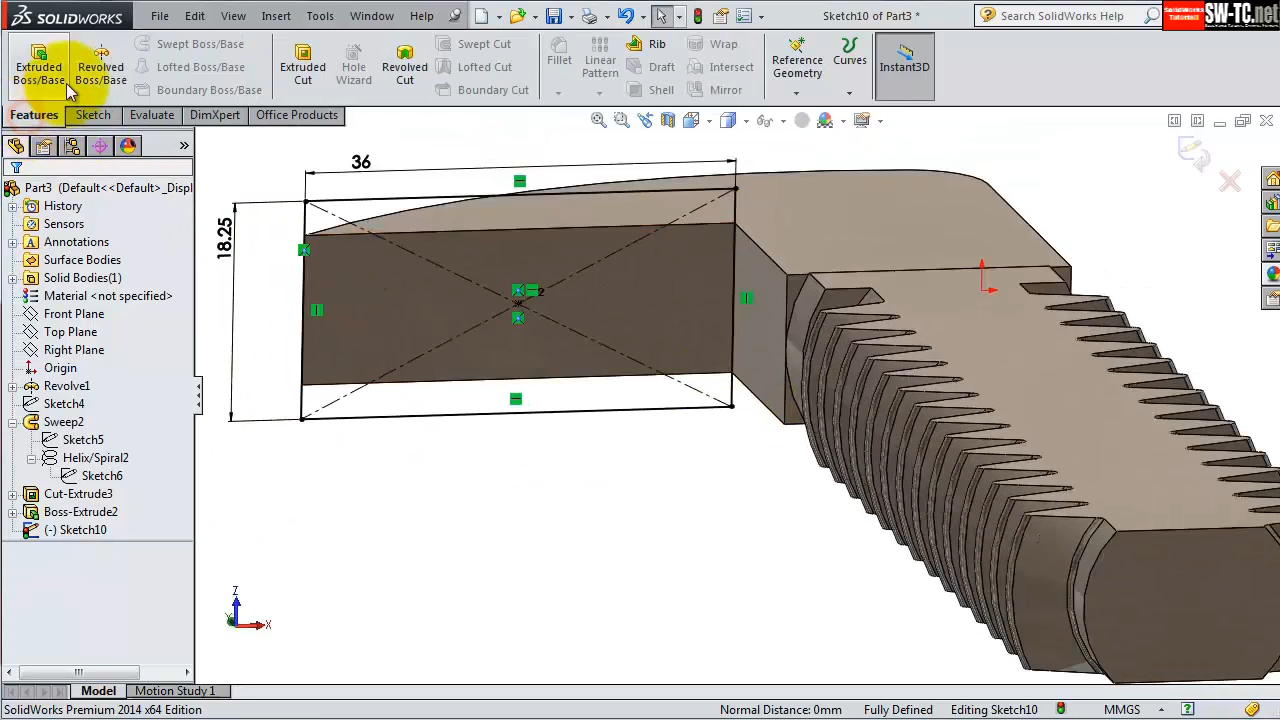 SOLIDWORKS File Edit View Insert Tools Window Help Sketch10 of Part3 Search SolidWorks Help
SolidWorks Tutorial! SW-TC.net
Extruded Boss/Base
Revolved Boss/Base
Swept Boss/Base
Lofted Boss/Base
Boundary Boss/Base
Extruded Cut
Hole Wizard
Revolved Cut
Swept Cut
Lofted Cut
Boundary Cut
Fillet
Linear Pattern
Rib
Draft
Shell
Wrap
Intersect
Mirror
Reference Geometry
Curves
Instant3D
Features Sketch Evaluate DimXpert Office Products
Part3 (Default<<Default>_Displ
History
Sensors
Annotations
Surface Bodies
Solid Bodies(1)
Material <not specified>
Front Plane
Top Plane
Right Plane
Origin
Revolve1
Sketch4
Sweep2
Sketch5
Helix/Spiral2
Sketch6
Cut-Extrude3
Boss-Extrude2
(-) Sketch10
36
18.25
2
Z
X
Y
Model Motion Study 1
SolidWorks Premium 2014 x64 Edition Normal Distance: 0mm Fully Defined Editing Sketch10 MMGS